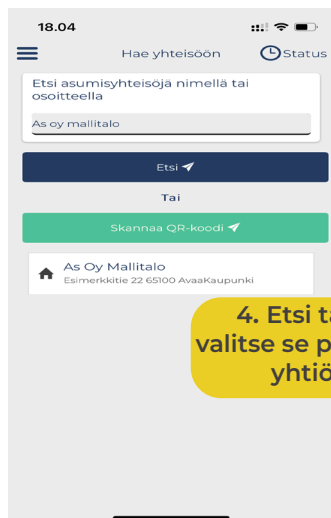 18.04
Hae yhteisöön
Status
Etsi asumisyhteisöjä nimellä tai
osoitteella
As oy mallitalo
Etsi
Tai
Skannaa QR-koodi
As Oy Mallitalo
Esimerkkitie 22 65100 AvaaKaupunki
4. Etsi
valitse se
yhtiö